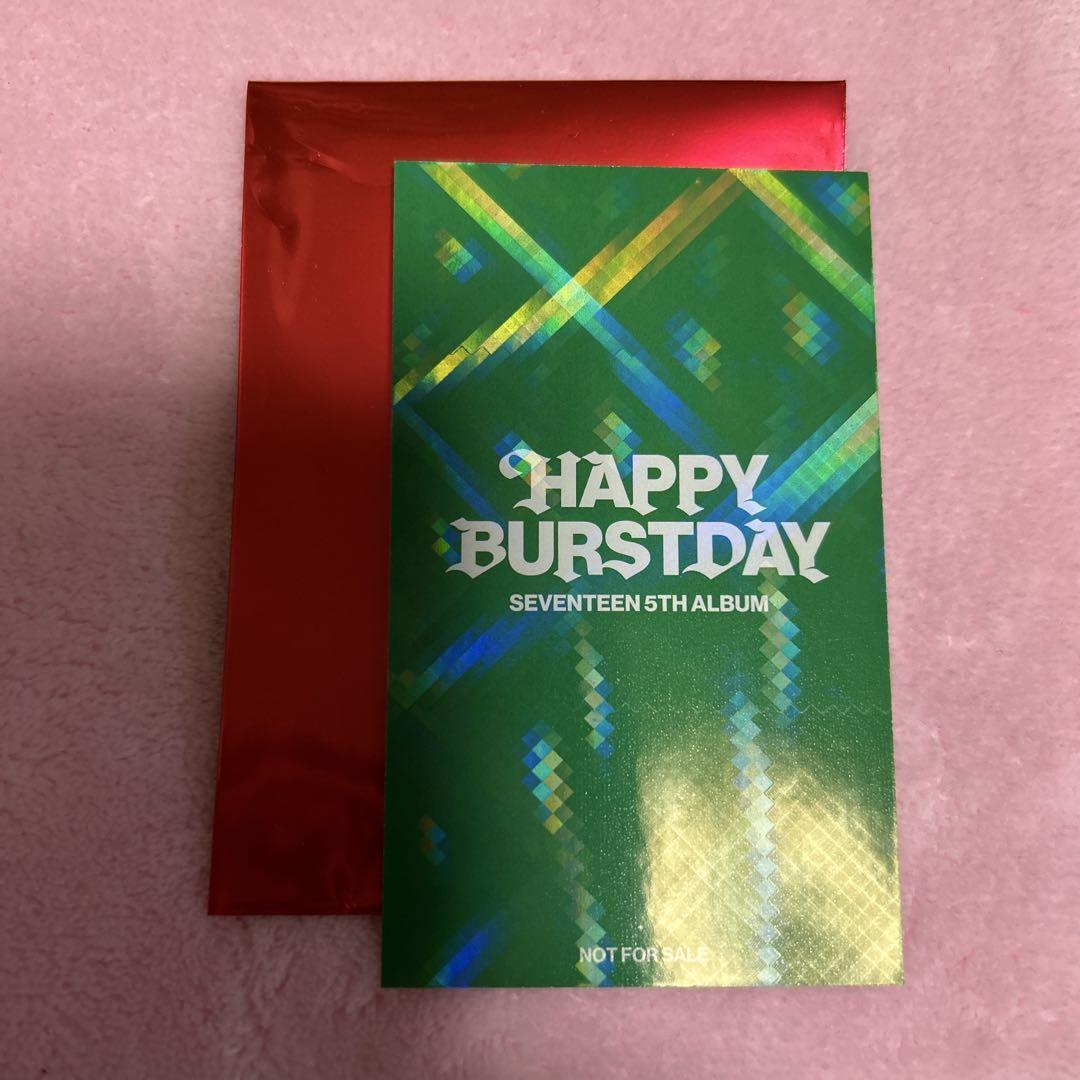 HAPPY
BURSTDAY
SEVENTEEN 5TH ALBUM
NOT FOR SALE